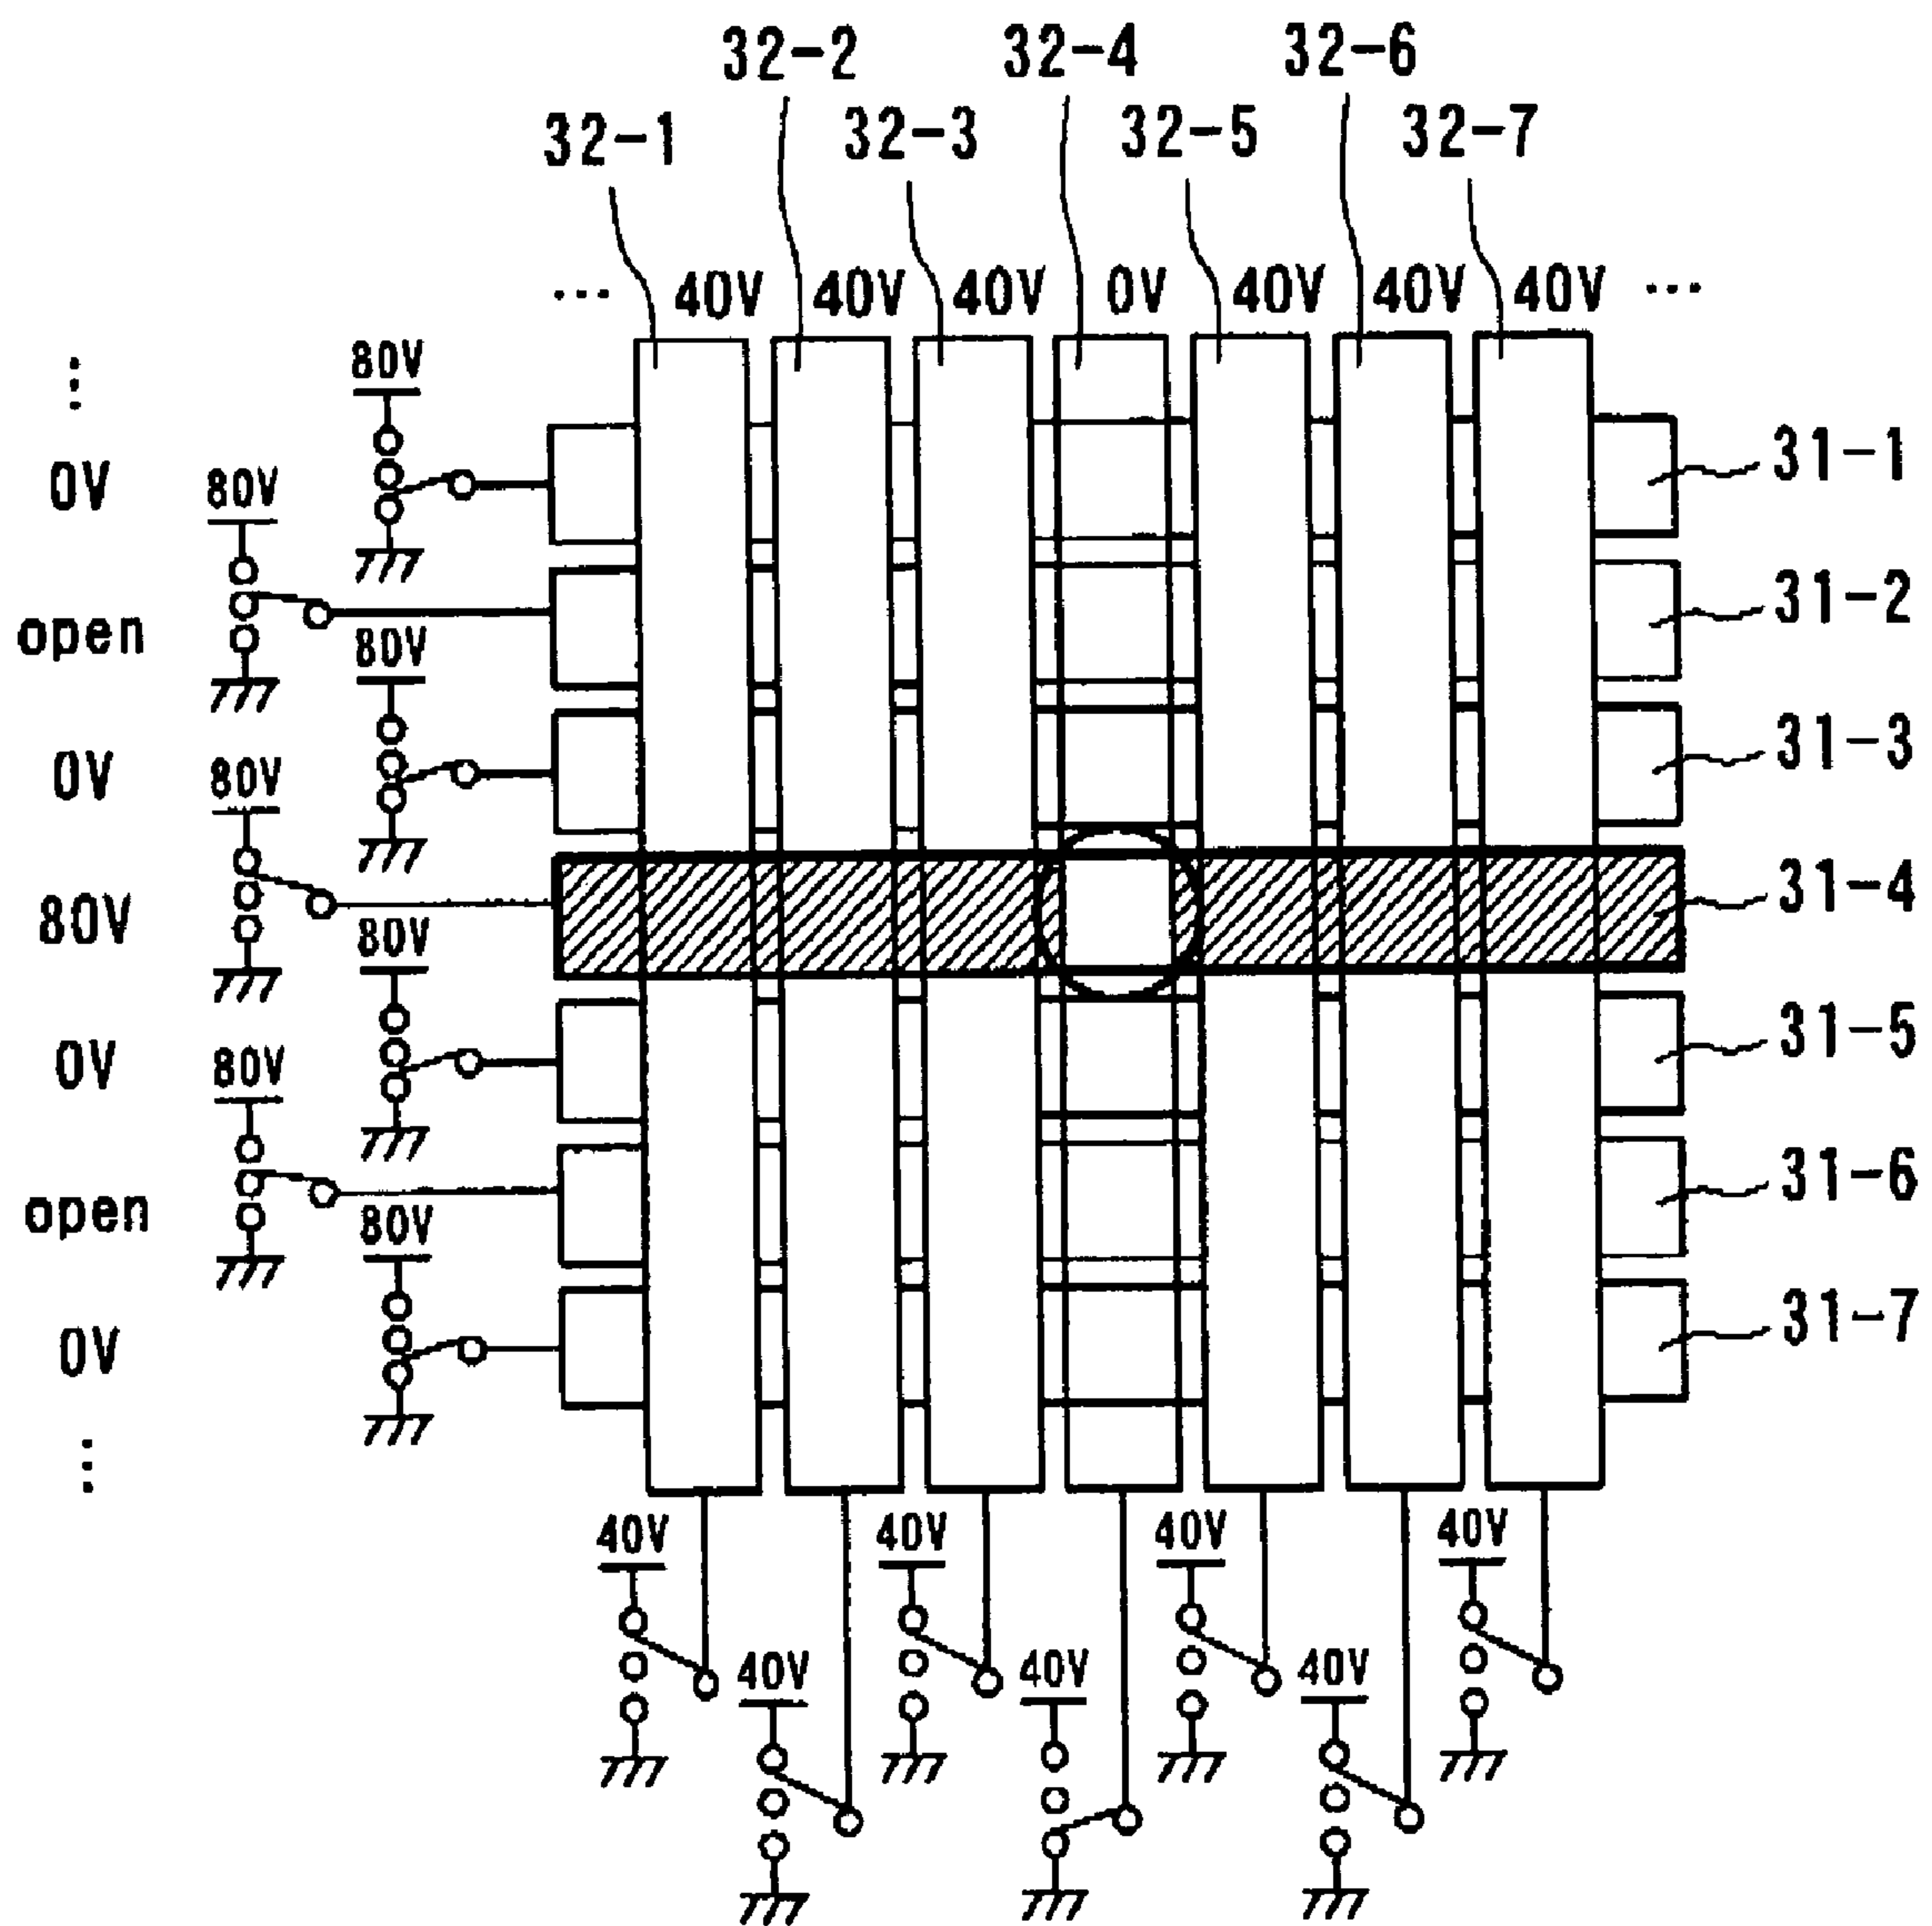 32-2 32-4 32-6
32-1 32-3 32-5 32-7
... 40V 40V 40V 0V 40V 40V 40V ...
80V
⋮
31-1
0V 80V
31-2
open 80V
31-3
0V 80V
31-4
80V 80V
31-5
0V 80V
31-6
open 80V
31-7
0V
⋮
40V 40V 40V 40V
40V 40V 40V